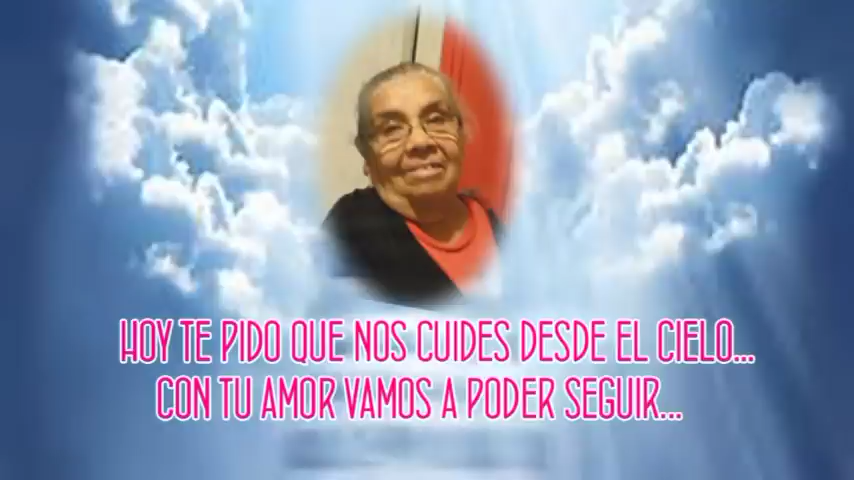 HOY TE PIDO QUE NOS CUIDES DESDE EL CIELO...
CON TU AMOR VAMOS A PODER SEGUIR...